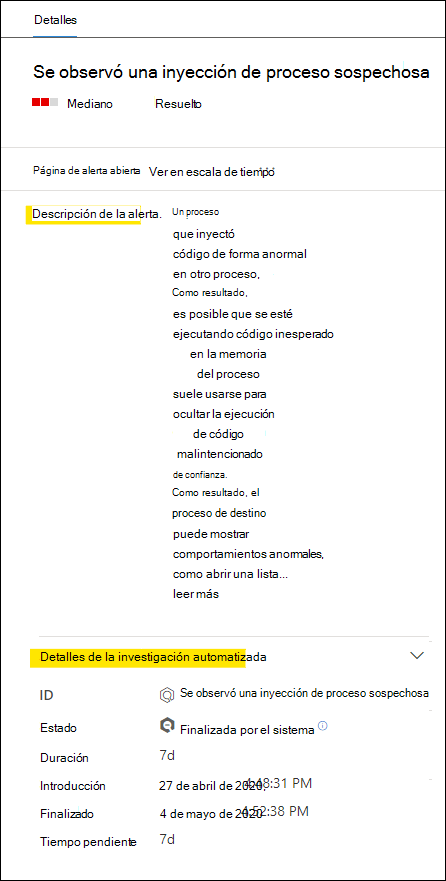 Detalles
Se observó una inyección de proceso sospechosa
Mediano Resuelto
Página de alerta abierta Ver en escala de tiempo
Descripción de la alerta. Un proceso
que inyectó
código de forma anormal
en otro proceso,
Como resultado,
es posible que se esté
ejecutando código inesperado
en la memoria
del proceso
suele usarse para
ocultar la ejecución
de código
malintencionado
de confianza.
Como resultado, el
proceso de destino
puede mostrar
comportamientos anormales,
como abrir una lista...
leer más
Detalles de la investigación automatizada
ID Se observó una inyección de proceso sospechosa
Estado Finalizada por el sistema
Duración 7d
Introducción 27 de abril de 2020, 4:48:31 PM
Finalizado 4 de mayo de 2020 4:52:38 PM
Tiempo pendiente 7d